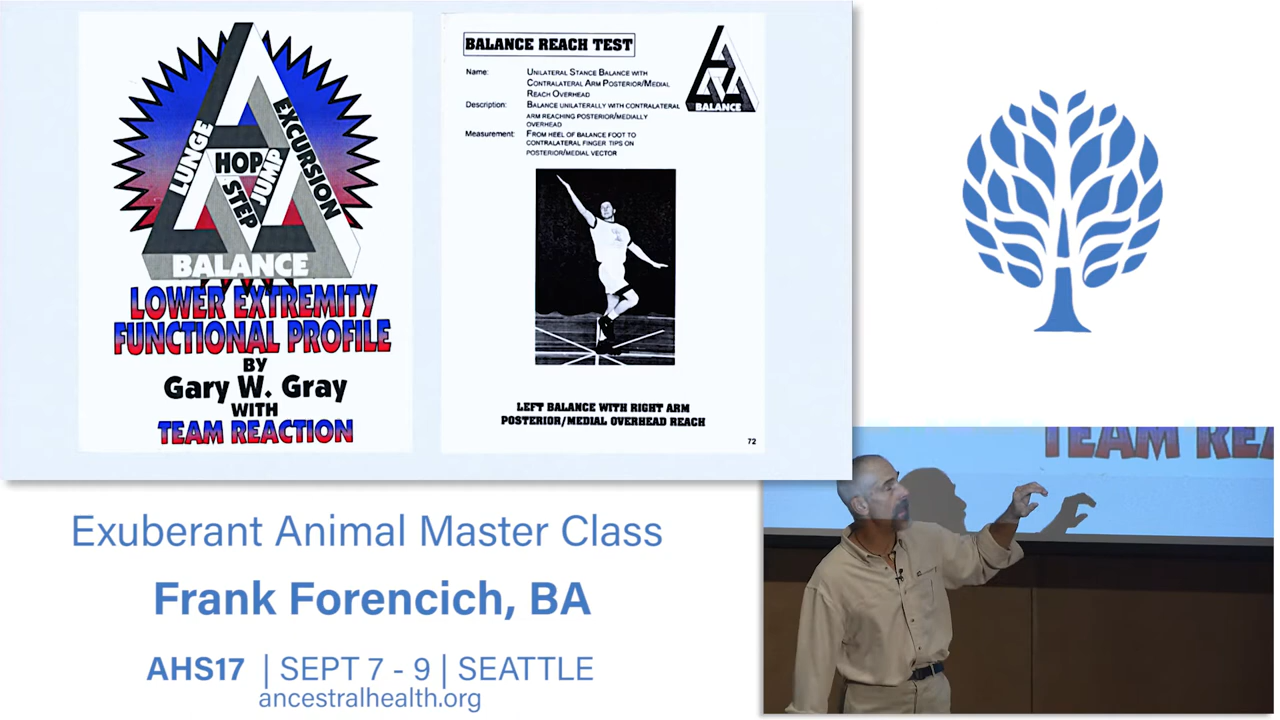 LUNGE
EXCURSION
HOP
JUMP
STEP
BALANCE
LOWER EXTREMITY
FUNCTIONAL PROFILE
BY
Gary W. Gray
WITH
TEAM REACTION
BALANCE REACH TEST
BALANCE
Name: UNILATERAL STANCE BALANCE WITH
CONTRALATERAL ARM POSTERIOR/MEDIAL
REACH OVERHEAD
Description: BALANCE UNILATERALLY WITH CONTRALATERAL
ARM REACHING POSTERIOR/MEDIALLY
OVERHEAD
Measurement: FROM HEEL OF BALANCE FOOT TO
CONTRALATERAL FINGER TIPS ON
POSTERIOR/MEDIAL VECTOR
LEFT BALANCE WITH RIGHT ARM
POSTERIOR/MEDIAL OVERHEAD REACH
72
TEAM REA
Exuberant Animal Master Class
Frank Forencich, BA
AHS17 | SEPT 7 - 9 | SEATTLE
ancestralhealth.org